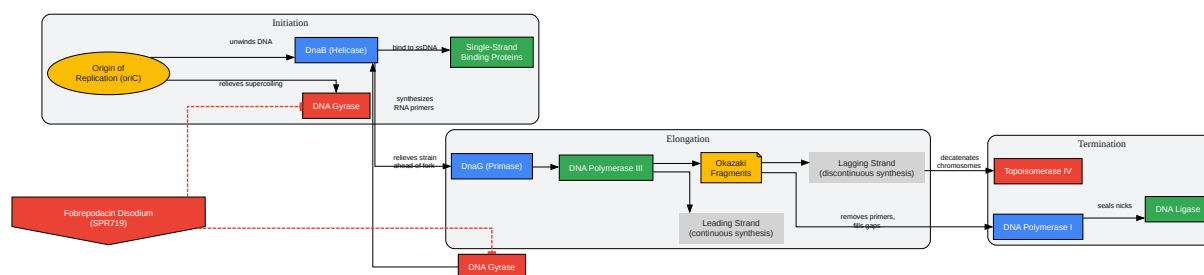 Initiation
unwinds DNA
DnaB (Helicase)
bind to ssDNA
Single-Strand
Binding Proteins
Origin of
Replication (oriC)
relieves supercoiling
DNA Gyrase
synthesizes
RNA primers
Elongation
relieves strain
ahead of fork
DnaG (Primase)
DNA Polymerase III
Okazaki
Fragments
Lagging Strand
(discontinuous synthesis)
Leading Strand
(continuous synthesis)
removes primers,
fills gaps
decatenates
chromosomes
Termination
Topoisomerase IV
DNA Polymerase I
seals nicks
DNA Ligase
Fobrepodacin Disodium
(SPR719)
DNA Gyrase